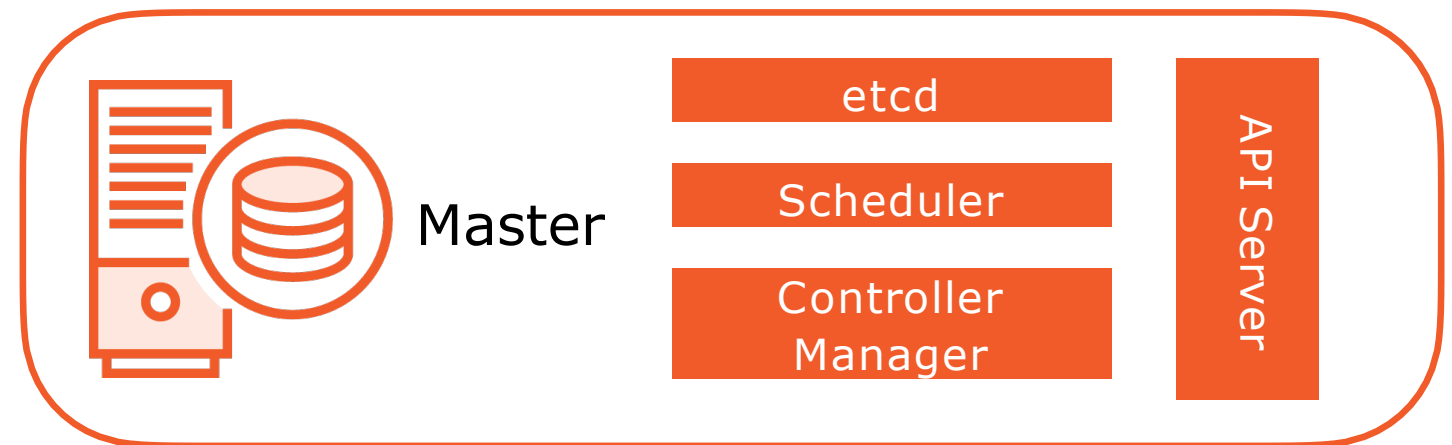 Master
etcd
Scheduler
Controller
Manager
API Server